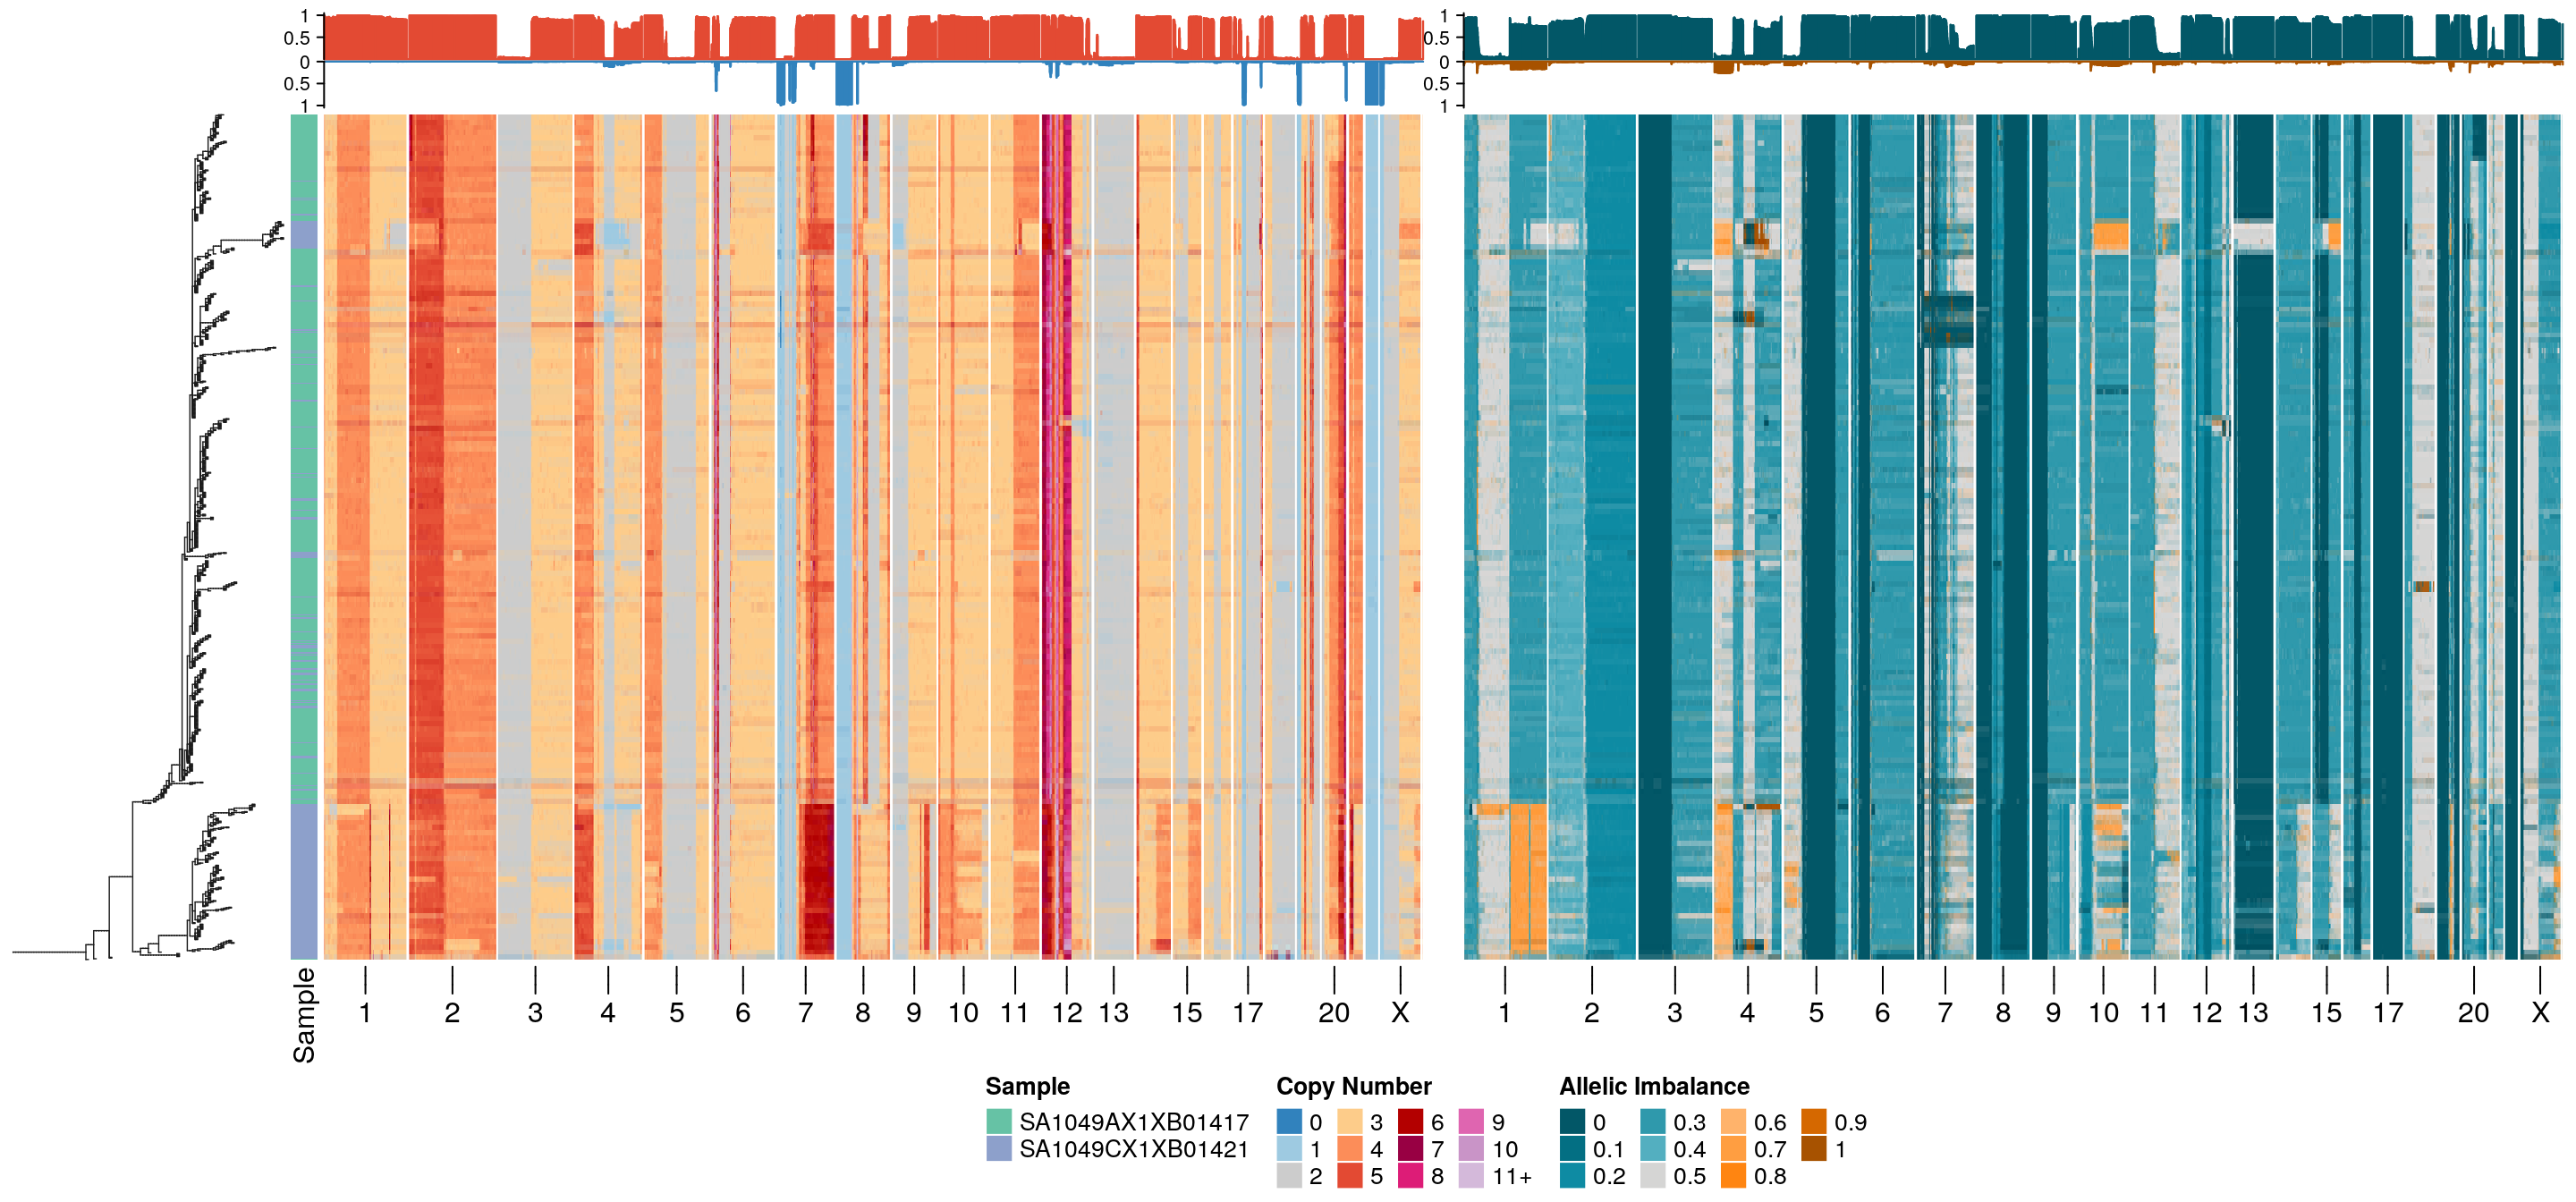 1
0.5
0
0.5
1
1
0.5
0
0.5
1
Sample
1 2 3 4 5 6 7 8 9 10 11 12 13 15 17 20 X
1 2 3 4 5 6 7 8 9 10 11 12 13 15 17 20 X
Sample
SA1049AX1XB01417
SA1049CX1XB01421
Copy Number
0 3 6 9
1 4 7 10
2 5 8 11+
Allelic Imbalance
0 0.3 0.6 0.9
0.1 0.4 0.7 1
0.2 0.5 0.8